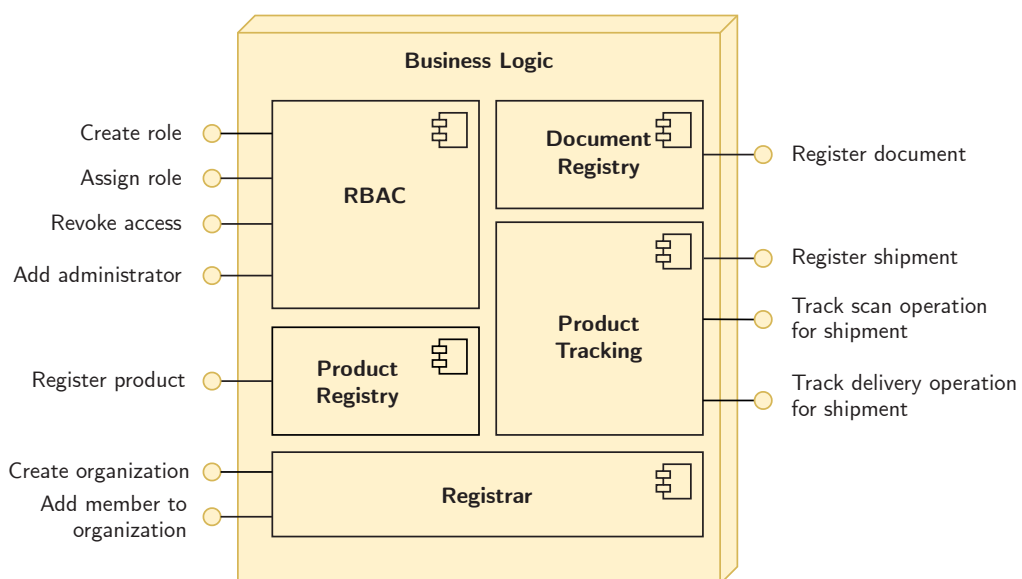 Business Logic
Create role
Assign role
Revoke access
Add administrator
RBAC
Document
Registry
Register document
Product
Tracking
Register shipment
Track scan operation
for shipment
Track delivery operation
for shipment
Register product
Product
Registry
Create organization
Add member to
organization
Registrar